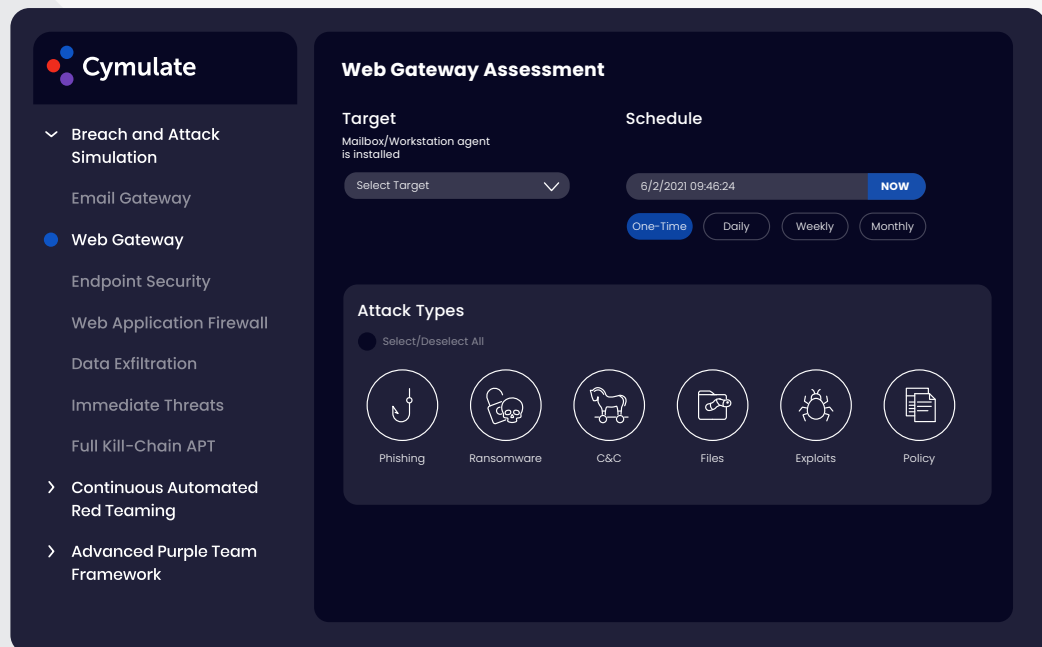 Cymulate
Breach and Attack
Simulation
Email Gateway
Web Gateway
Endpoint Security
Web Application Firewall
Data Exfiltration
Immediate Threats
Full Kill-Chain APT
Continuous Automated
Red Teaming
Advanced Purple Team
Framework
Web Gateway Assessment
Target
Mailbox/Workstation agent
is installed
Select Target
Schedule
6/2/2021 09:46:24
NOW
One-Time
Daily
Weekly
Monthly
Attack Types
Select/Deselect All
Phishing
Ransomware
C&C
Files
Exploits
Policy